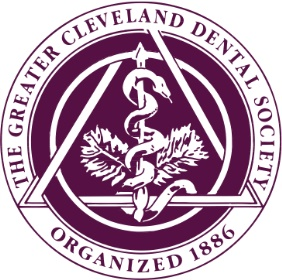 THE GREATER CLEVELAND DENTAL SOCIETY
ORGANIZED 1886